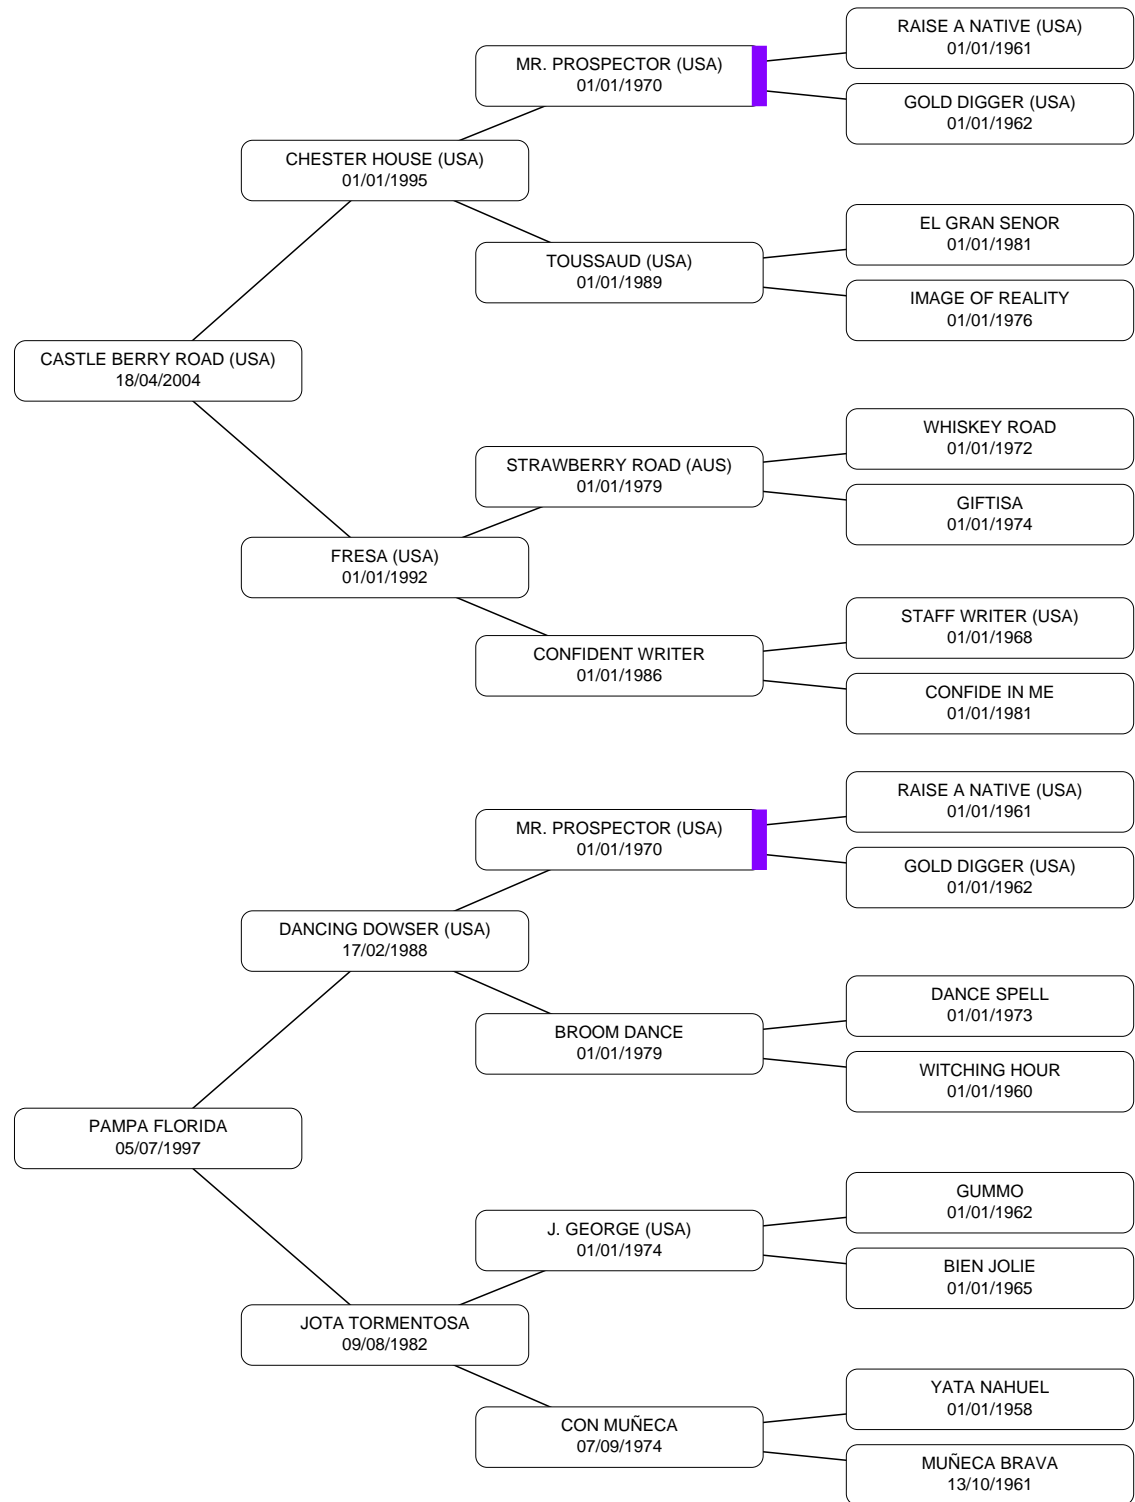 RAISE A NATIVE (USA)
01/01/1961
MR. PROSPECTOR (USA)
01/01/1970
GOLD DIGGER (USA)
01/01/1962
CHESTER HOUSE (USA)
01/01/1995
EL GRAN SENOR
01/01/1981
TOUSSAUD (USA)
01/01/1989
IMAGE OF REALITY
01/01/1976
CASTLE BERRY ROAD (USA)
18/04/2004
WHISKEY ROAD
01/01/1972
STRAWBERRY ROAD (AUS)
01/01/1979
GIFTISA
01/01/1974
FRESA (USA)
01/01/1992
STAFF WRITER (USA)
01/01/1968
CONFIDENT WRITER
01/01/1986
CONFIDE IN ME
01/01/1981
RAISE A NATIVE (USA)
01/01/1961
MR. PROSPECTOR (USA)
01/01/1970
GOLD DIGGER (USA)
01/01/1962
DANCING DOWSER (USA)
17/02/1988
DANCE SPELL
01/01/1973
BROOM DANCE
01/01/1979
WITCHING HOUR
01/01/1960
PAMPA FLORIDA
05/07/1997
GUMMO
01/01/1962
J. GEORGE (USA)
01/01/1974
BIEN JOLIE
01/01/1965
JOTA TORMENTOSA
09/08/1982
YATA NAHUEL
01/01/1958
CON MUÑECA
07/09/1974
MUÑECA BRAVA
13/10/1961